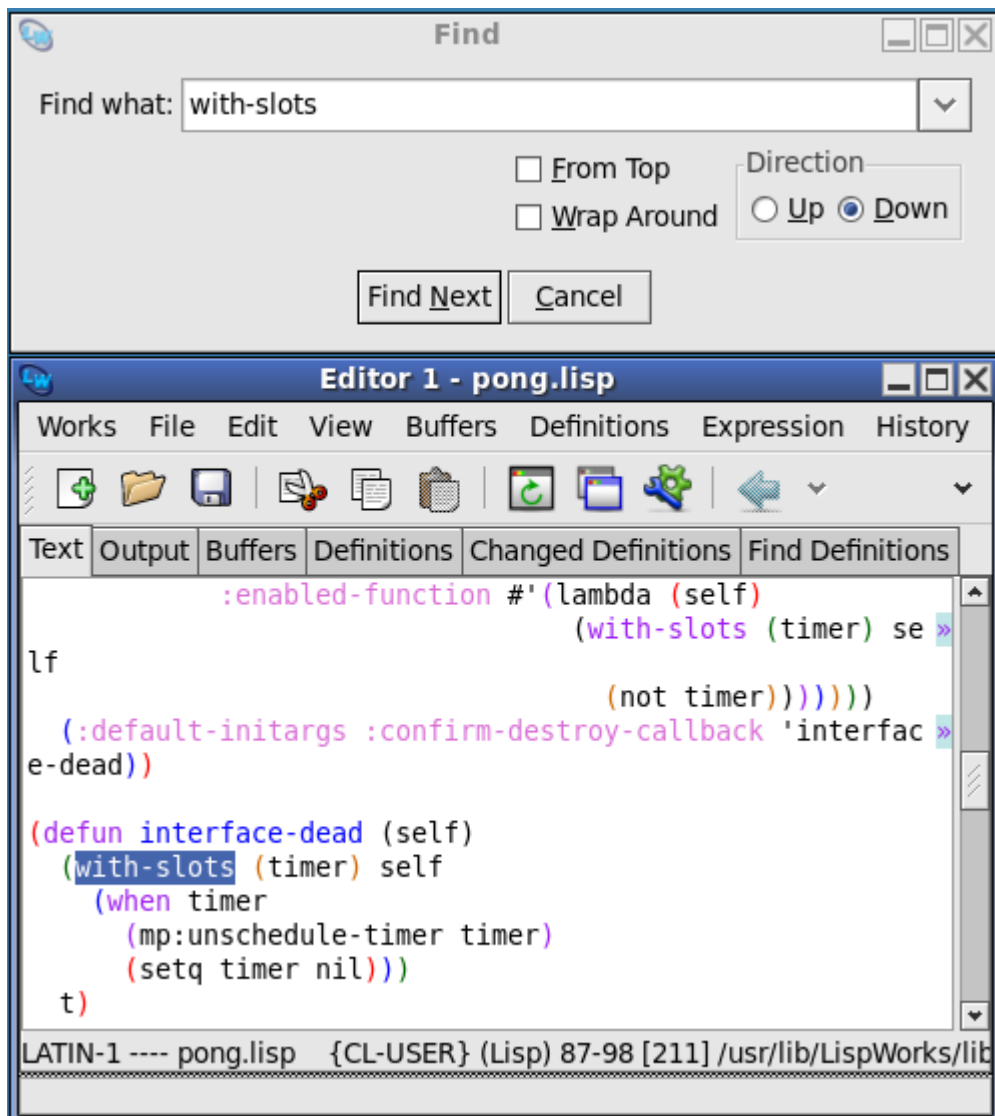 Find
Find what: with-slots
From Top
Direction
Wrap Around
Up Down
Find Next Cancel
Editor 1 - pong.lisp
Works File Edit View Buffers Definitions Expression History
Text Output Buffers Definitions Changed Definitions Find Definitions
:enabled-function #'(lambda (self)
(with-slots (timer) se »
lf
(not timer)))))))
(:default-initargs :confirm-destroy-callback 'interfac »
e-dead))
(defun interface-dead (self)
(with-slots (timer) self
(when timer
(mp:unschedule-timer timer)
(setq timer nil)))
t)
LATIN-1 ---- pong.lisp {CL-USER} (Lisp) 87-98 [211] /usr/lib/LispWorks/lib